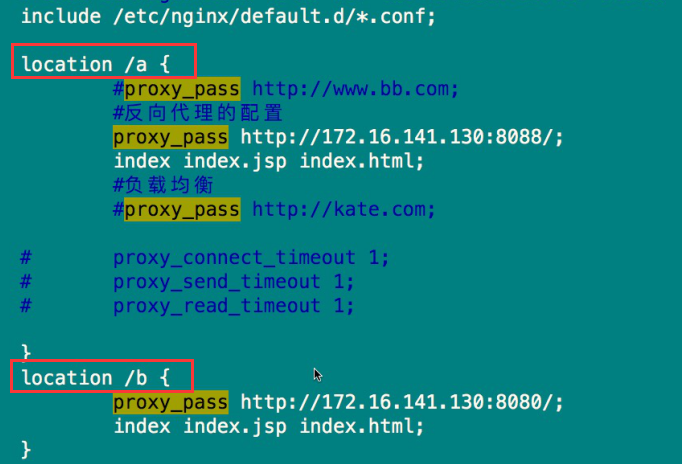 include /etc/nginx/default.d/*.conf;
location /a {
#proxy_pass http://www.bb.com;
#反向代理的配置
proxy_pass http://172.16.141.130:8088/;
index index.jsp index.html;
#负载均衡
#proxy_pass http://kate.com;
# proxy_connect_timeout 1;
# proxy_send_timeout 1;
# proxy_read_timeout 1;
}
location /b {
proxy_pass http://172.16.141.130:8080/;
index index.jsp index.html;
}